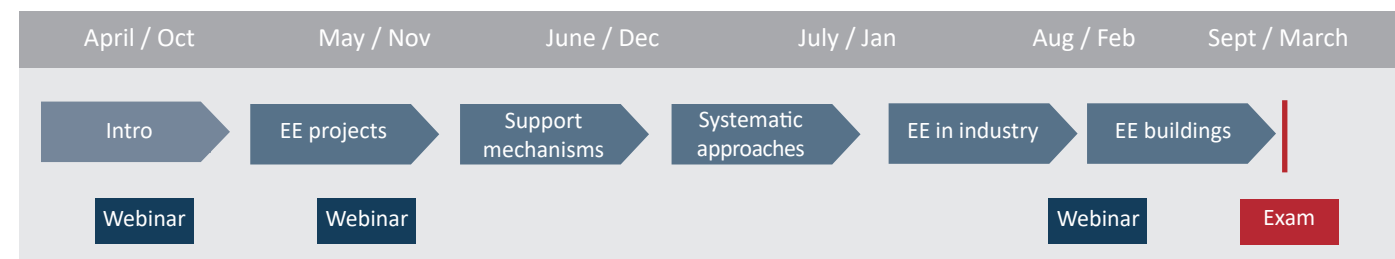 April / Oct
May / Nov
June / Dec
July / Jan
Aug / Feb
Sept / March
Intro
EE projects
Support
mechanisms
Systematic
approaches
EE in industry
EE buildings
Webinar
Webinar
Webinar
Exam